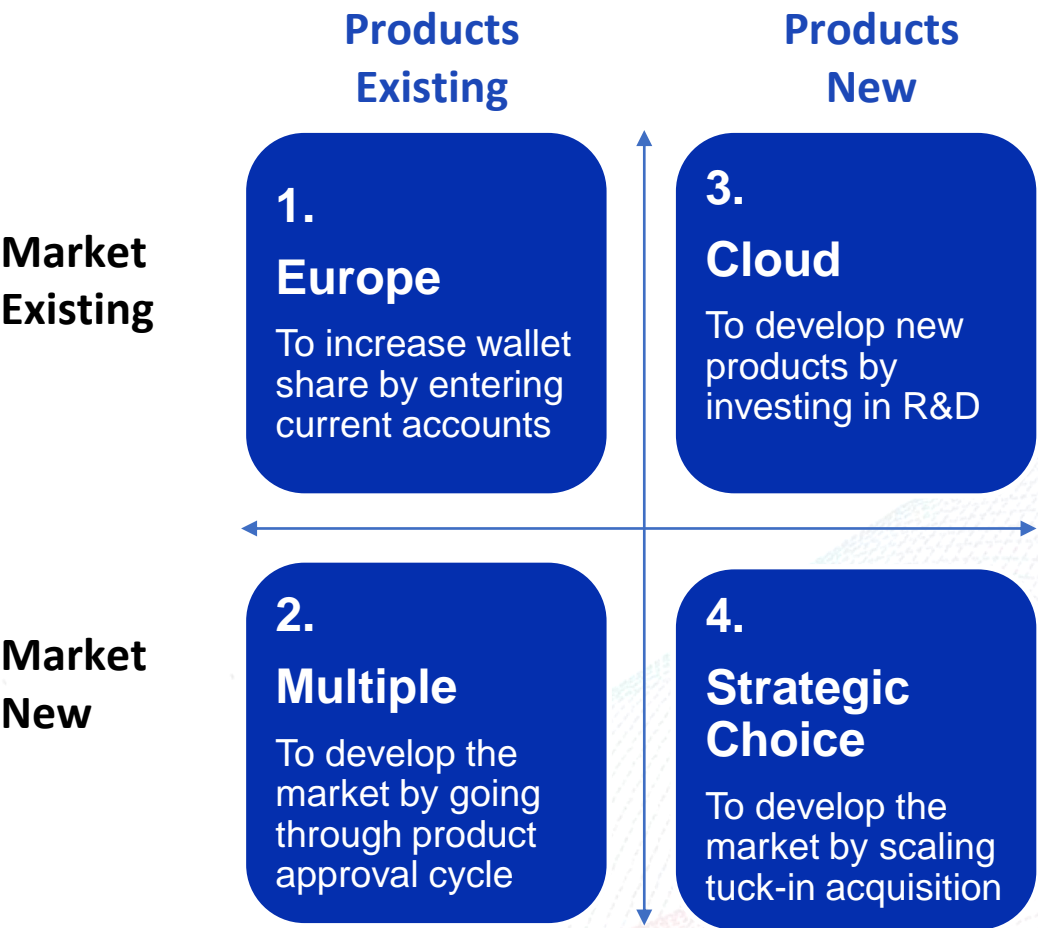 Products
Existing
Products
New
Market
Existing
1.
Europe
To increase wallet
share by entering
current accounts
3.
Cloud
To develop new
products by
investing in R&D
Market
New
2.
Multiple
To develop the
market by going
through product
approval cycle
4.
Strategic
Choice
To develop the
market by scaling
tuck-in acquisition